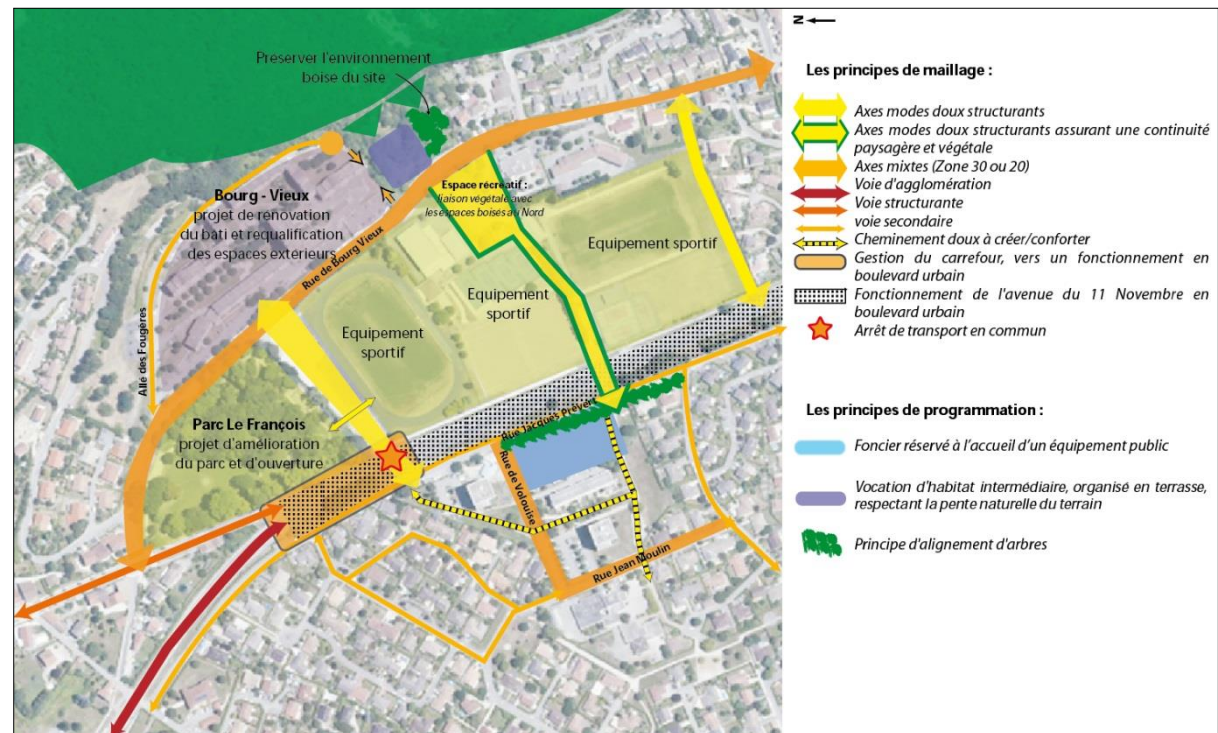 Préserver l'environnement
boisé du site
Bourg - Vieux
projet de rénovation
du bati et requalification
des espaces extérieurs
Allé des Fougères
Rue de Bourg Vieux
Espace récréatif :
liaison végétale avec
les espaces boisés au Nord
Equipement sportif
Equipement
sportif
Equipement
sportif
Parc Le François
projet d'amélioration
du parc et d'ouverture
Rue Jacques Prévert
Rue de Volouise
Rue Jean Moulin
N
Les principes de maillage :
Axes modes doux structurants
Axes modes doux structurants assurant une continuité
paysagère et végétale
Axes mixtes (Zone 30 ou 20)
Voie d'agglomération
Voie structurante
voie secondaire
Cheminement doux à créer/conforter
Gestion du carrefour, vers un fonctionnement en
boulevard urbain
Fonctionnement de l'avenue du 11 Novembre en
boulevard urbain
Arrêt de transport en commun
Les principes de programmation :
Foncier réservé à l'accueil d'un équipement public
Vocation d'habitat intermédiaire, organisé en terrasse,
respectant la pente naturelle du terrain
Principe d'alignement d'arbres